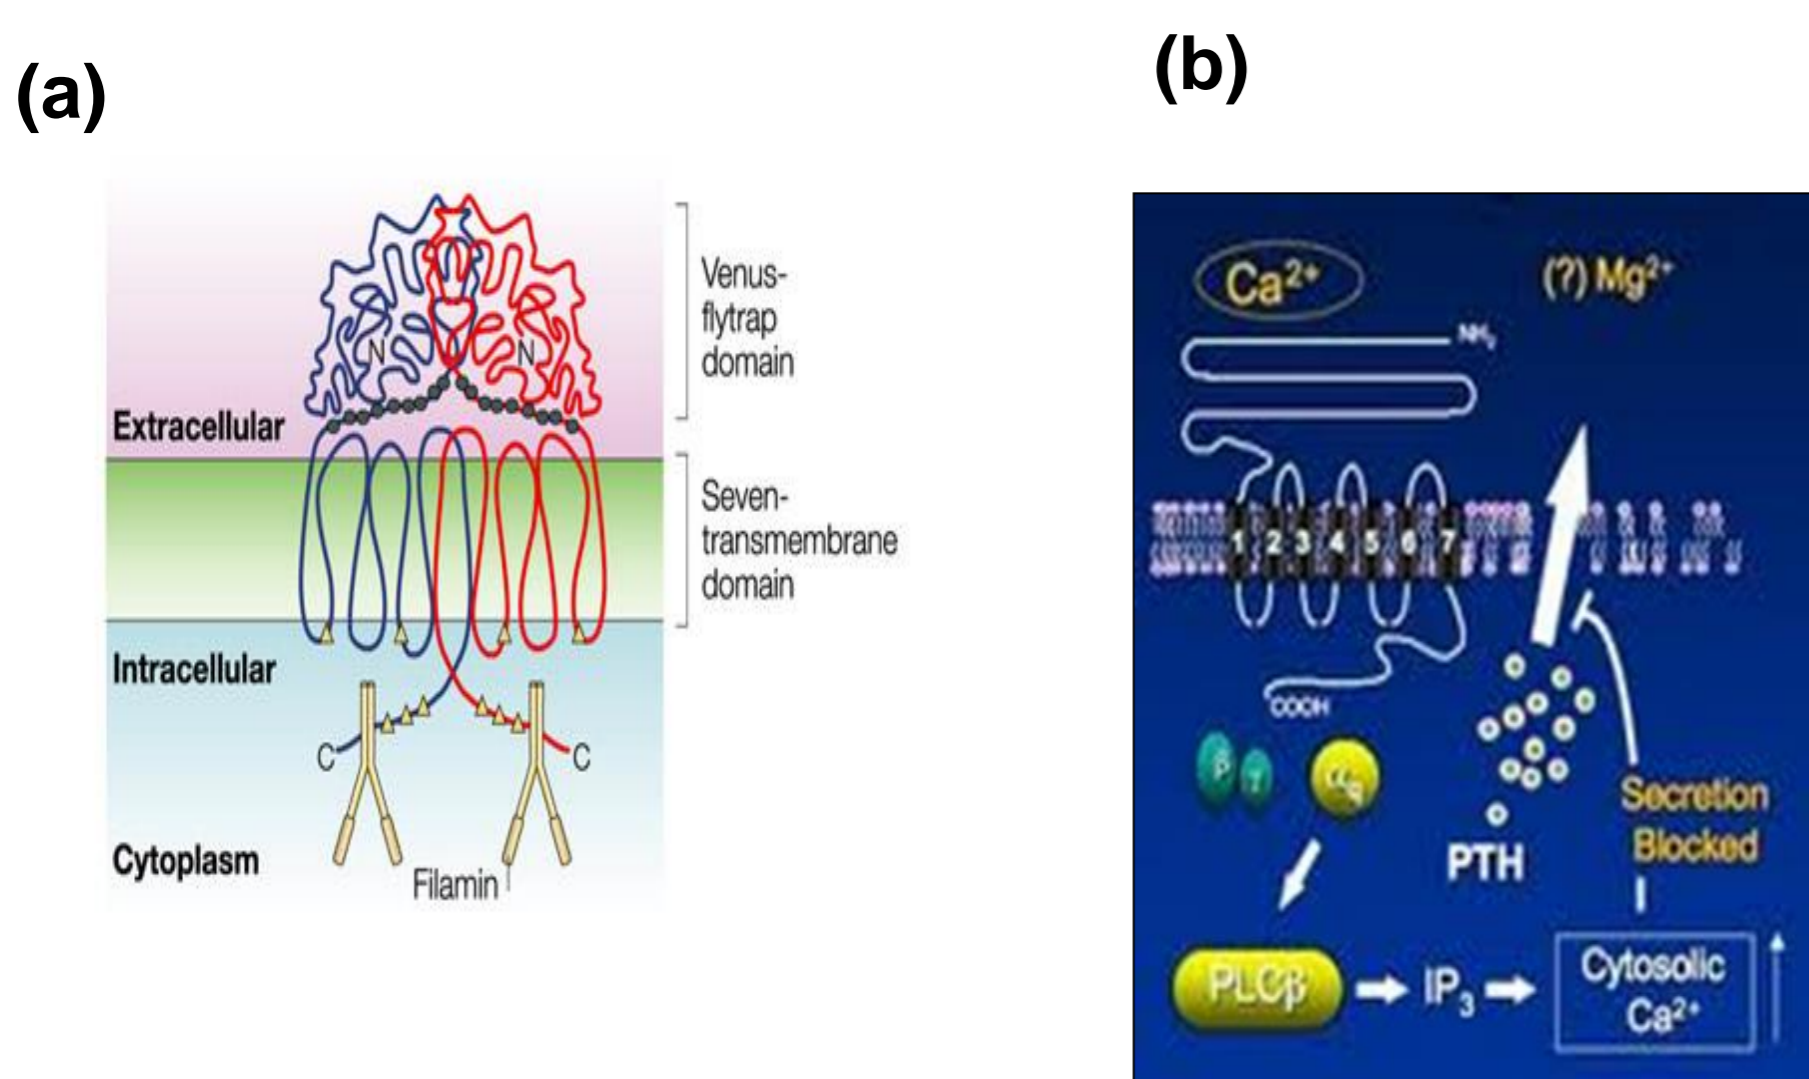 (a)
Venus-
flytrap
domain
N
N
Extracellular
Seven-
transmembrane
domain
Intracellular
C
C
Cytoplasm
Filamin
(b)
Ca²⁺
(?) Mg²⁺
NH₂
1 2 3 4 5 6 7
COOH
β
γ
αq
Secretion
Blocked
PTH
PLCβ
IP₃
Cytosolic
Ca²⁺